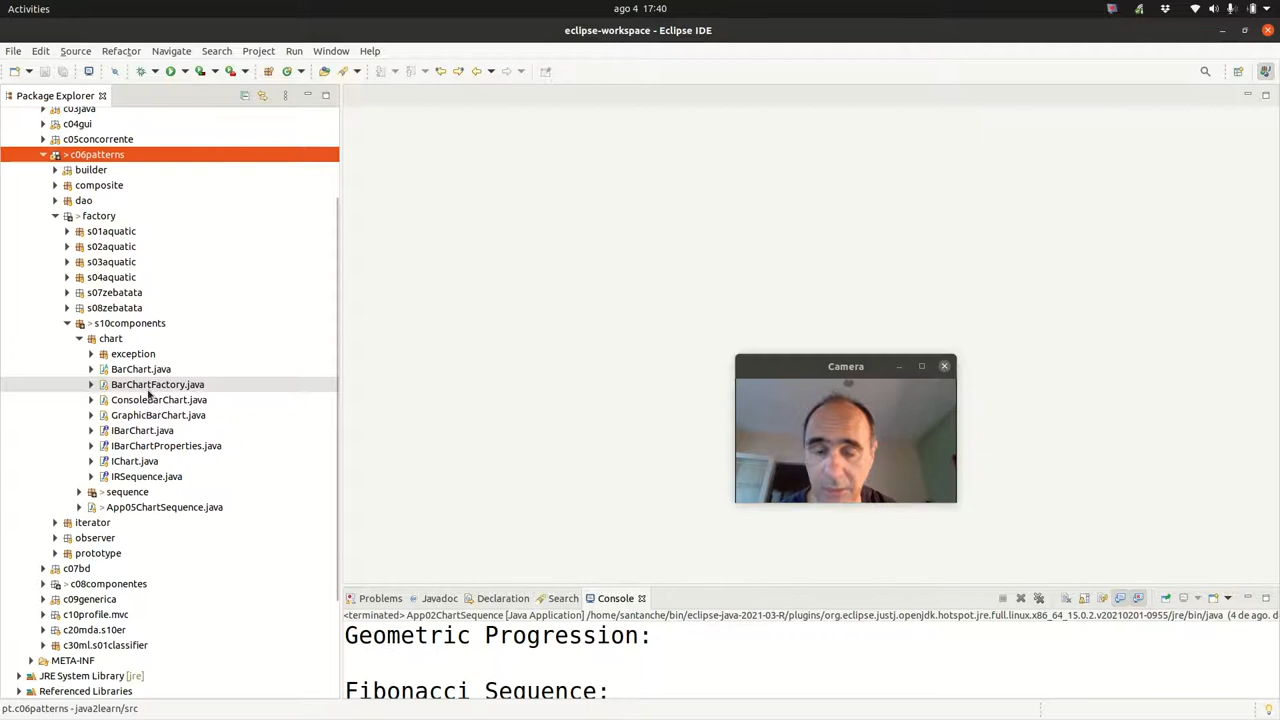 Activities
ago 4 17:40
eclipse-workspace - Eclipse IDE
File Edit Source Refactor Navigate Search Project Run Window Help
Package Explorer
c03java
c04gui
c05concorrente
> c06patterns
builder
composite
dao
> factory
s01aquatic
s02aquatic
s03aquatic
s04aquatic
s07zebatata
s08zebatata
> s10components
chart
exception
BarChart.java
BarChartFactory.java
ConsoleBarChart.java
GraphicBarChart.java
IBarChart.java
IBarChartProperties.java
IChart.java
IRSequence.java
> sequence
> App05ChartSequence.java
iterator
observer
prototype
c07bd
> c08componentes
c09generica
c10profile.mvc
c20mda.s10er
c30ml.s01classifier
META-INF
JRE System Library [jre]
Referenced Libraries
Camera
Problems Javadoc Declaration Search Console
<terminated> App02ChartSequence [Java Application] /home/santanche/bin/eclipse-java-2021-03-R/plugins/org.eclipse.justj.openjdk.hotspot.jre.full.linux.x86_64_15.0.2.v20210201-0955/jre/bin/java (4 de ago. d
Geometric Progression:
Fibonacci Sequence:
pt.c06patterns - java2learn/src